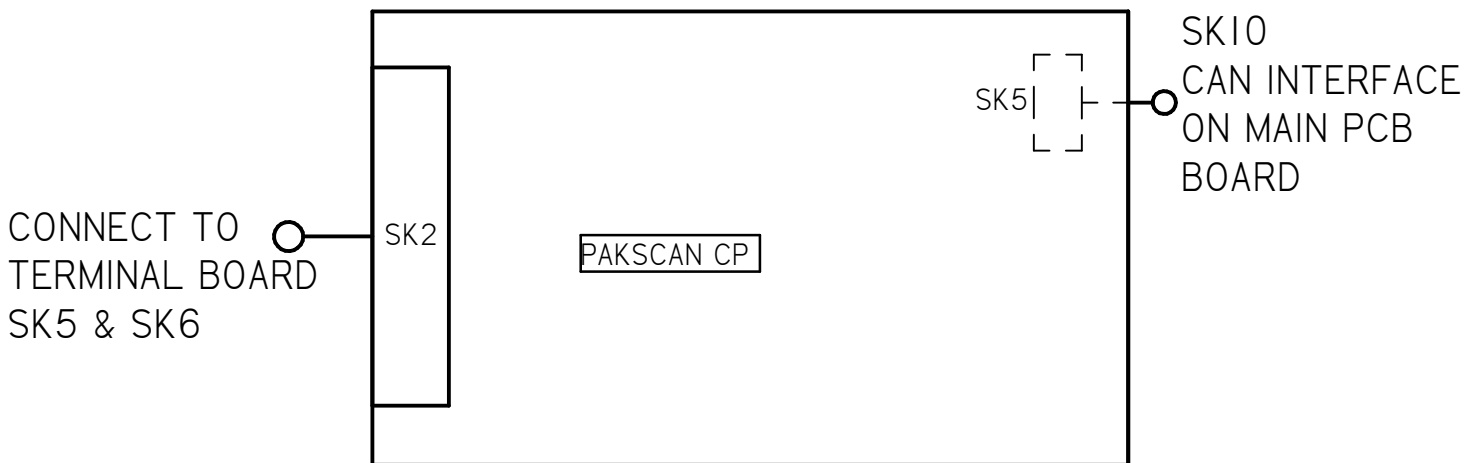 CONNECT TO
TERMINAL BOARD
SK5 & SK6
SK2
PAKSCAN CP
SK5
SK10
CAN INTERFACE
ON MAIN PCB
BOARD